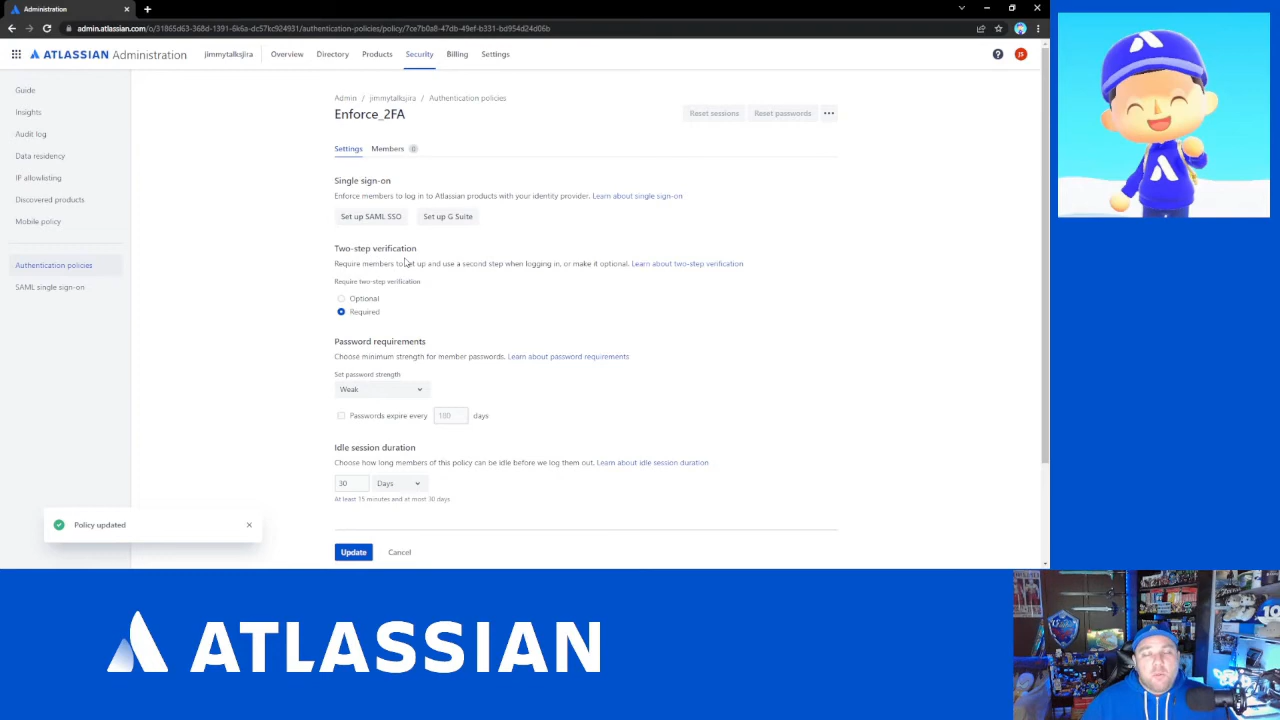 Administration
admin.atlassian.com/o/31865d63-368d-1391-6k6a-dc57kc924931/authentication-policies/policy/7ce7b0a8-47db-49ef-b331-bd954d24d06b
ATLASSIAN Administration
jimmytalksjira
Overview
Directory
Products
Security
Billing
Settings
JS
Guide
Insights
Audit log
Data residency
IP allowlisting
Discovered products
Mobile policy
Authentication policies
SAML single sign-on
Admin / jimmytalksjira / Authentication policies
Enforce_2FA
Reset sessions
Reset passwords
Settings
Members 0
Single sign-on
Enforce members to log in to Atlassian products with your identity provider. Learn about single sign-on
Set up SAML SSO
Set up G Suite
Two-step verification
Require members to set up and use a second step when logging in, or make it optional. Learn about two-step verification
Require two-step verification
Optional
Required
Password requirements
Choose minimum strength for member passwords. Learn about password requirements
Set password strength
Weak
Passwords expire every 180 days
Idle session duration
Choose how long members of this policy can be idle before we log them out. Learn about idle session duration
30 Days
At least 15 minutes and at most 30 days
Policy updated
Update
Cancel
ATLASSIAN